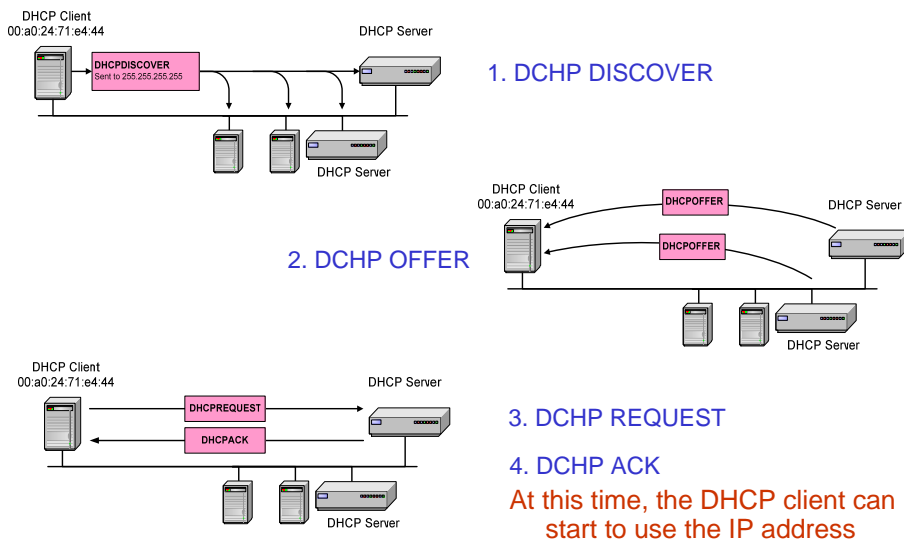 DHCP Client
00:a0:24:71:e4:44
DHCP Server
DHCPDISCOVER
Sent to 255.255.255.255
DHCP Server
1. DCHP DISCOVER
DHCP Client
00:a0:24:71:e4:44
DHCPOFFER
DHCP Server
DHCPOFFER
DHCP Server
2. DCHP OFFER
DHCP Client
00:a0:24:71:e4:44
DHCP Server
DHCPREQUEST
DHCPACK
DHCP Server
3. DCHP REQUEST
4. DCHP ACK
At this time, the DHCP client can
start to use the IP address